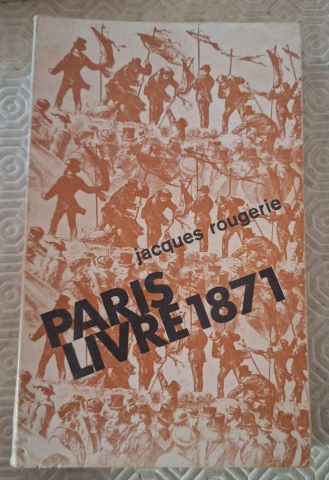 jacques rougerie
PARIS
LIVRE 1871